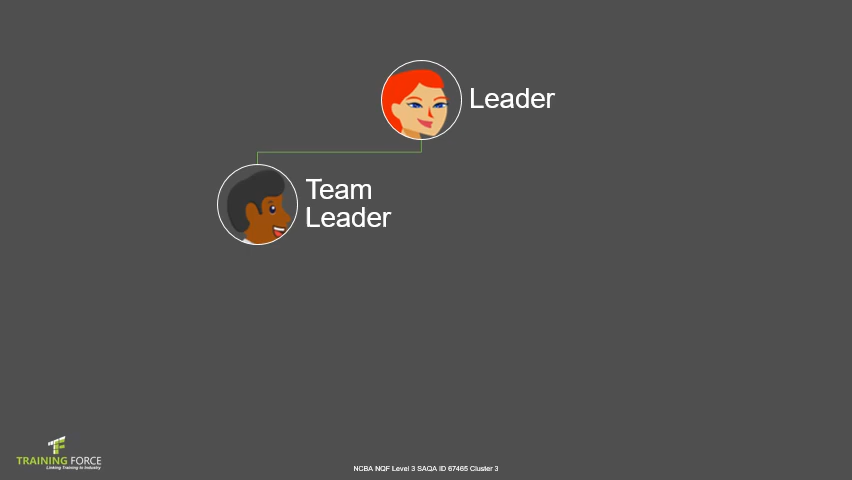 Leader
Team
Leader
TRAINING FORCE
Linking Training to Industry
NCBA NQF Level 3 SAQA ID 67465 Cluster 3